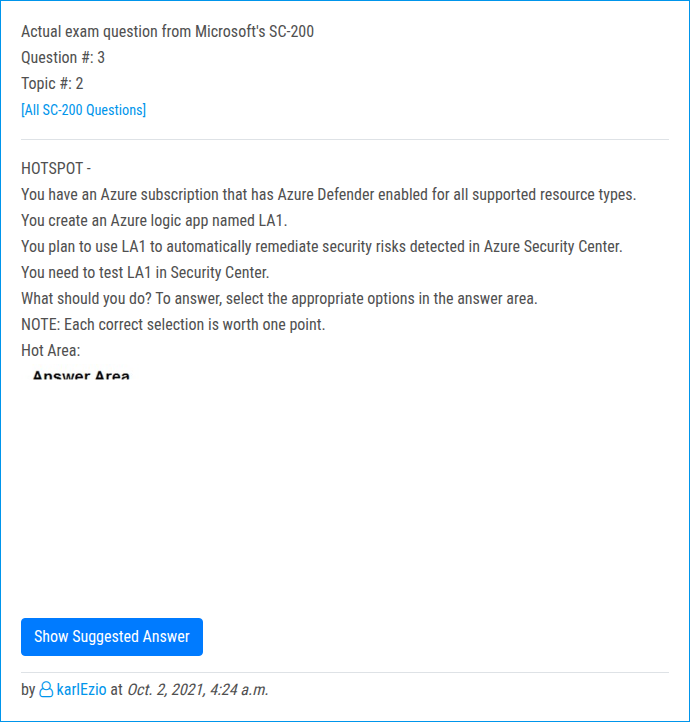 Actual exam question from Microsoft's SC-200
Question #: 3
Topic #: 2
[All SC-200 Questions]
HOTSPOT -
You have an Azure subscription that has Azure Defender enabled for all supported resource types.
You create an Azure logic app named LA1.
You plan to use LA1 to automatically remediate security risks detected in Azure Security Center.
You need to test LA1 in Security Center.
What should you do? To answer, select the appropriate options in the answer area.
NOTE: Each correct selection is worth one point.
Hot Area:
Answer Area
Show Suggested Answer
by karlEzio at Oct. 2, 2021, 4:24 a.m.